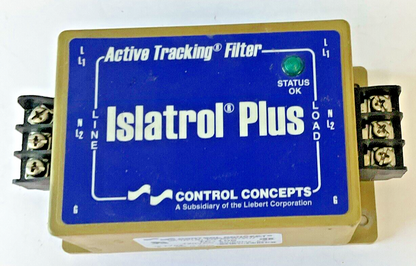 Active Tracking® Filter
L
L1
L
L1
STATUS
OK
LINE
Islatrol® Plus
LOAD
N
L2
N
L2
CONTROL CONCEPTS
A Subsidiary of the Liebert Corporation
G
G